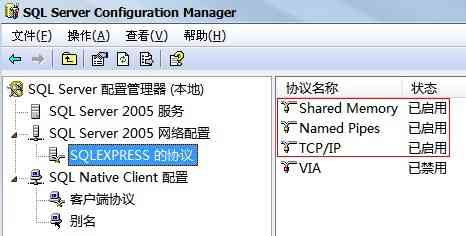 SQL Server Configuration Manager
文件(F) 操作(A) 查看(V) 帮助(H)
SQL Server 配置管理器 (本地)
SQL Server 2005 服务
SQL Server 2005 网络配置
SQLEXPRESS 的协议
SQL Native Client 配置
客户端协议
别名
协议名称 状态
Shared Memory 已启用
Named Pipes 已启用
TCP/IP 已启用
VIA 已禁用